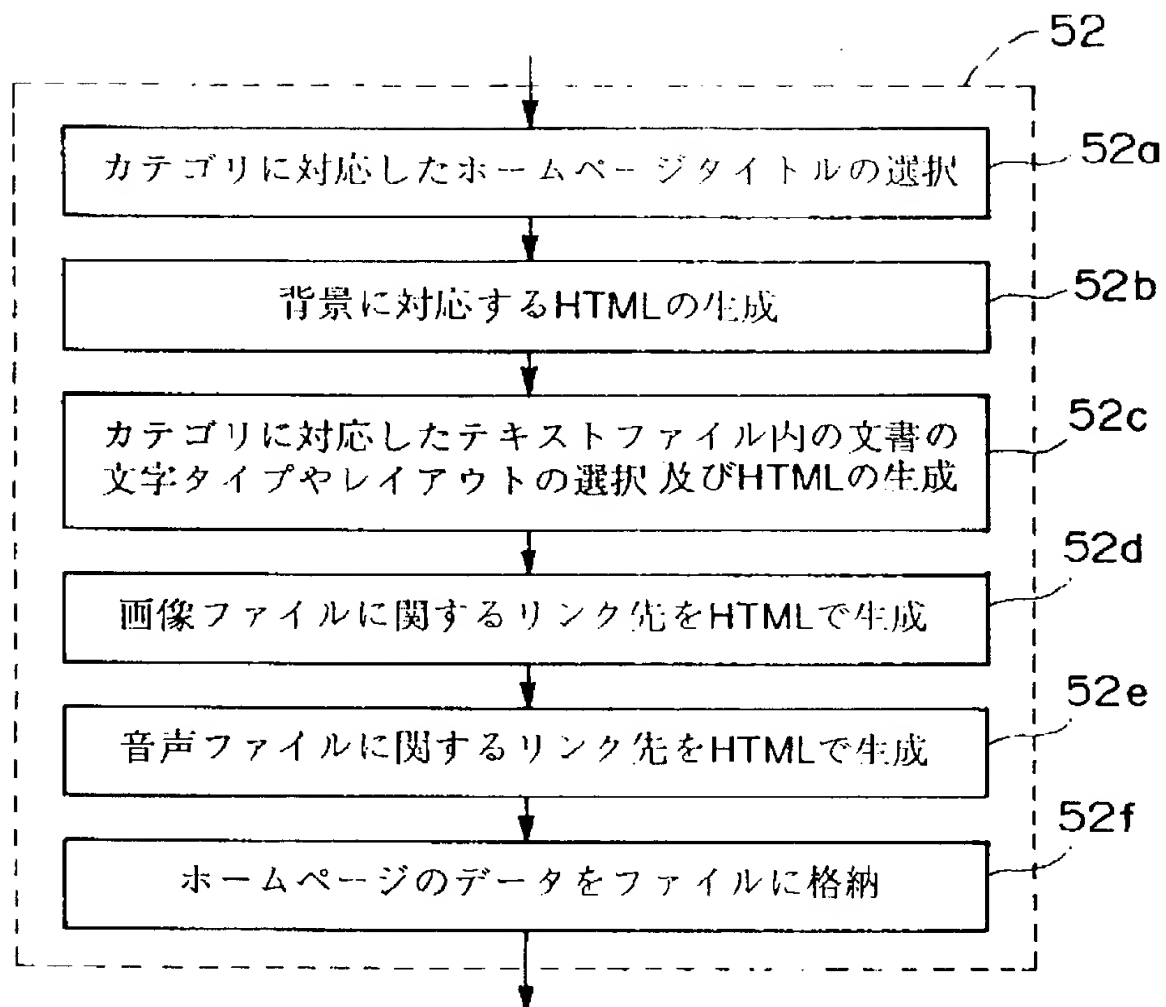 52
カテゴリに対応したホームページタイトルの選択
52a
背景に対応するHTMLの生成
52b
カテゴリに対応したテキストファイル内の文書の
文字タイプやレイアウトの選択及びHTMLの生成
52c
画像ファイルに関するリンク先をHTMLで生成
52d
音声ファイルに関するリンク先をHTMLで生成
52e
ホームページのデータをファイルに格納
52f